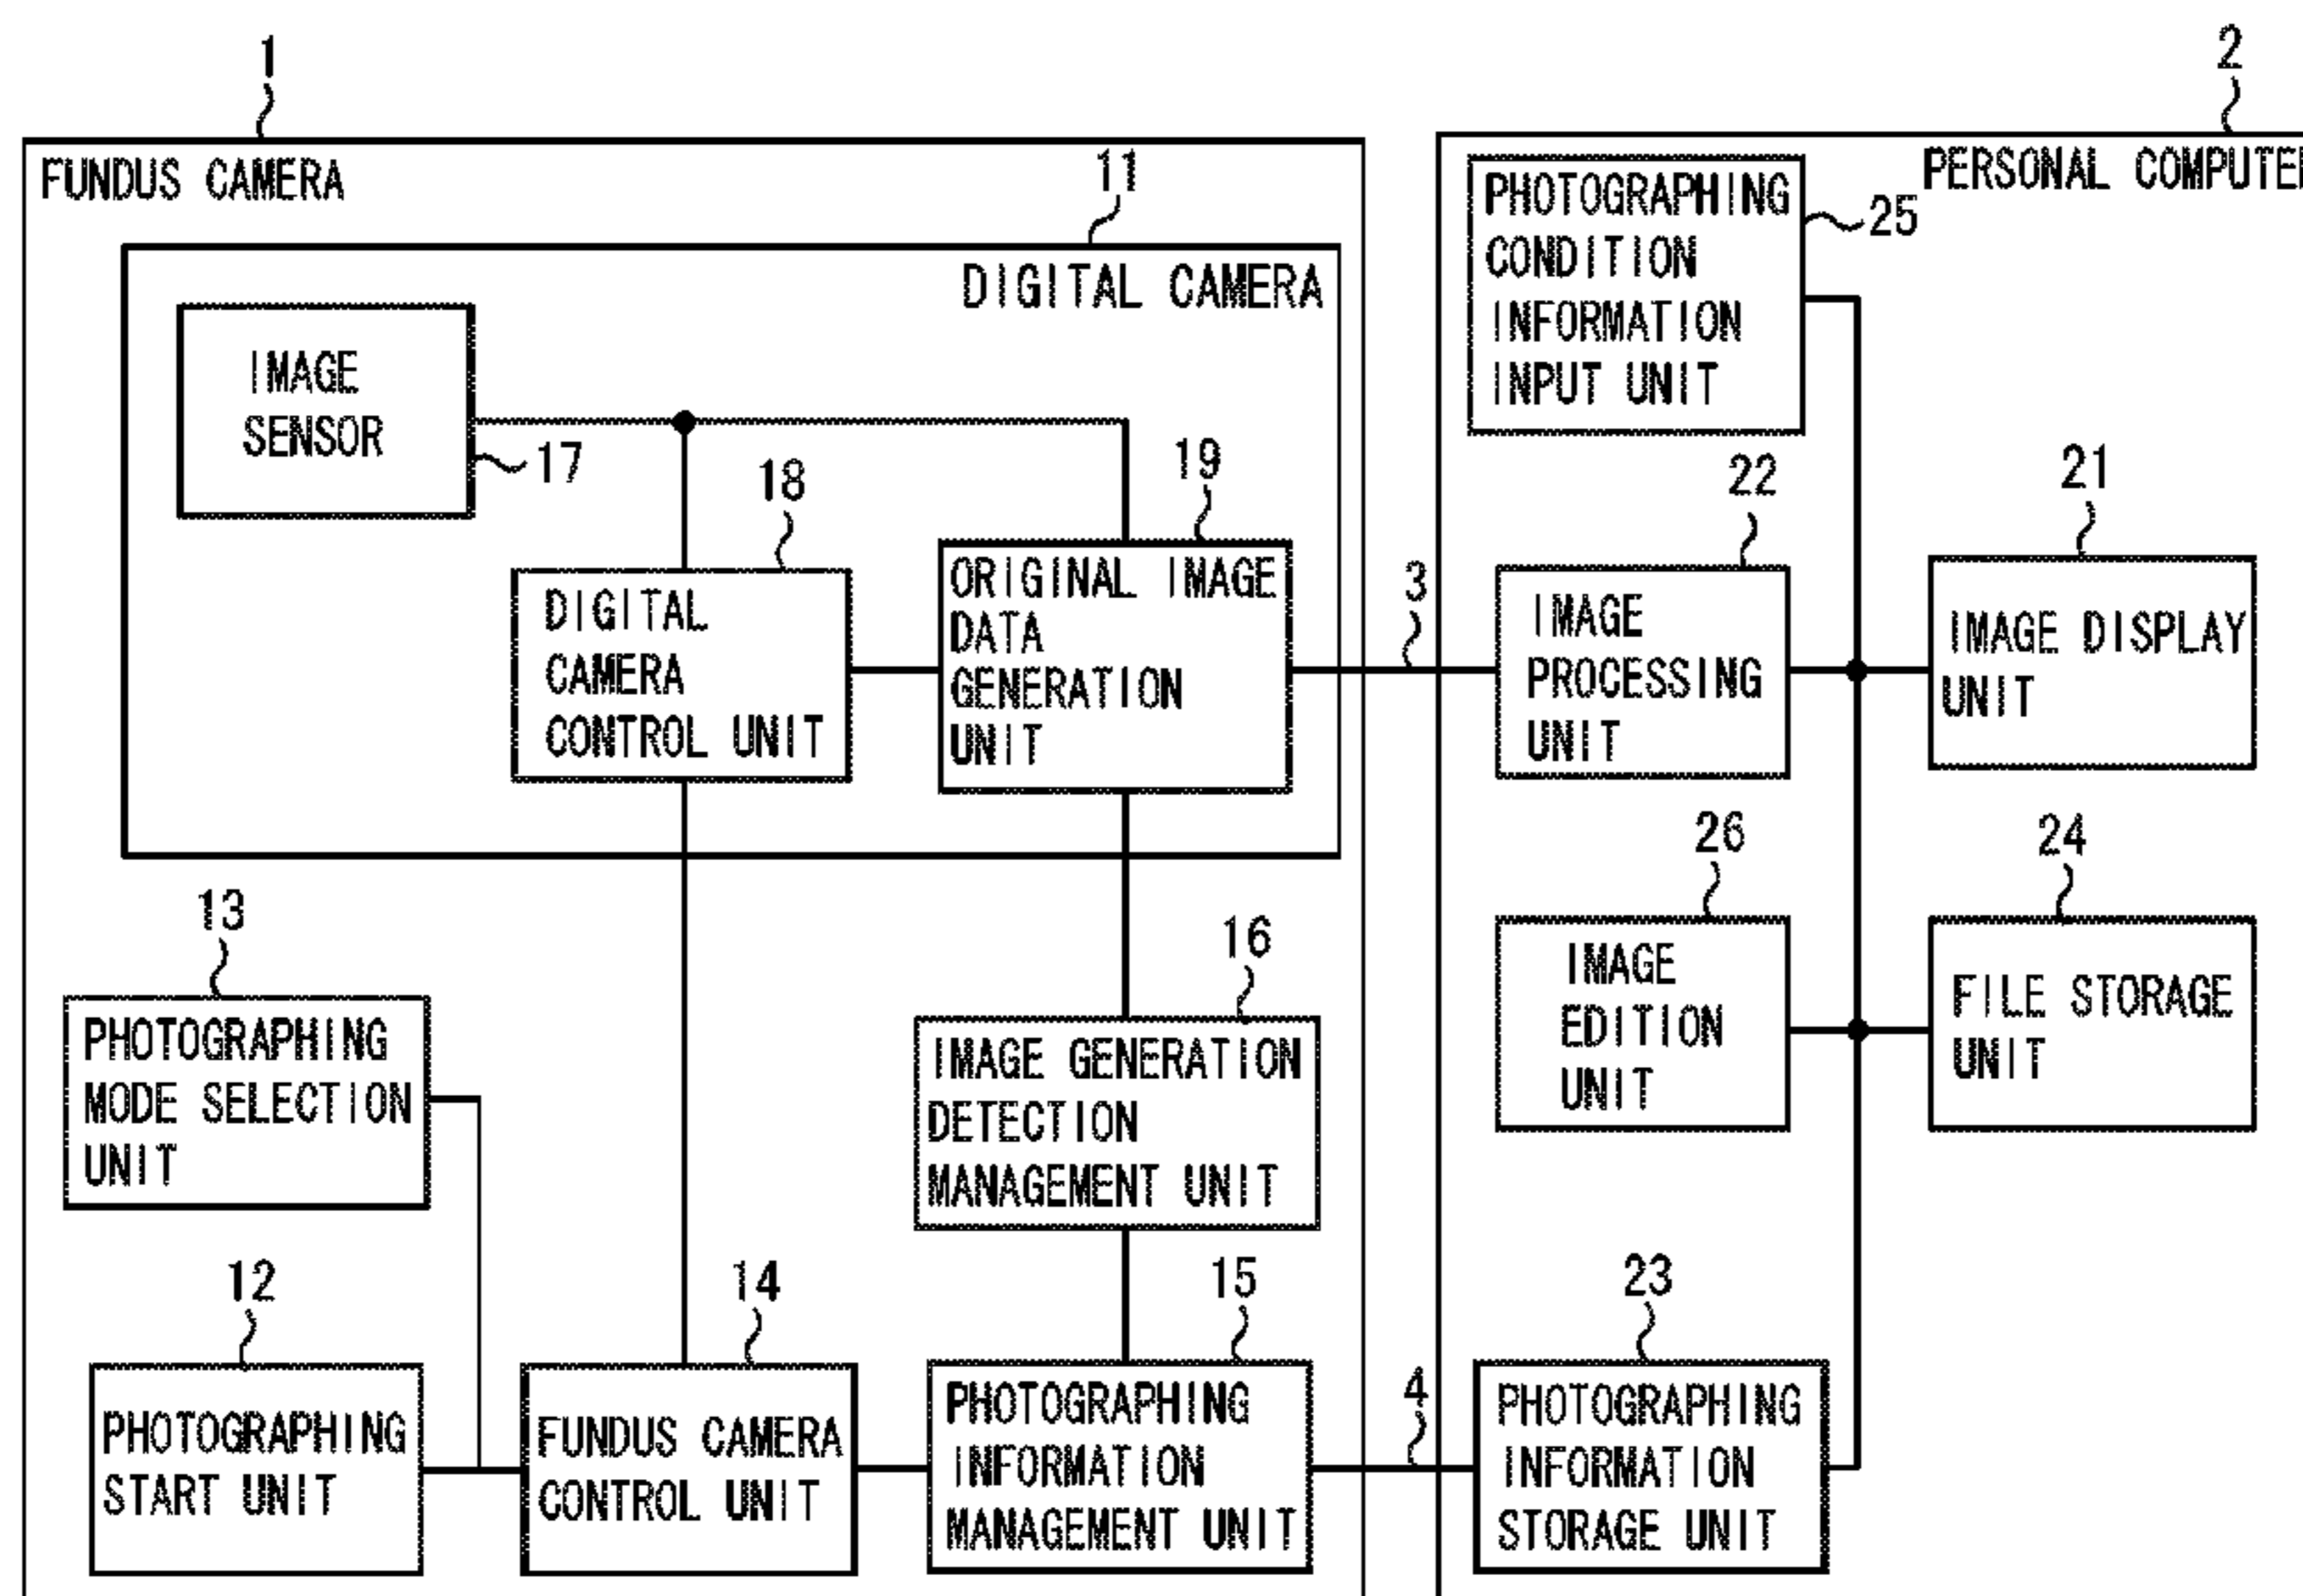 1
2
FUNDUS CAMERA
11
DIGITAL CAMERA
IMAGE
SENSOR
17
18
DIGITAL
CAMERA
CONTROL UNIT
19
ORIGINAL IMAGE
DATA
GENERATION
UNIT
13
PHOTOGRAPHING
MODE SELECTION
UNIT
16
IMAGE GENERATION
DETECTION
MANAGEMENT UNIT
12
PHOTOGRAPHING
START UNIT
14
FUNDUS CAMERA
CONTROL UNIT
15
PHOTOGRAPHING
INFORMATION
MANAGEMENT UNIT
3
4
PERSONAL COMPUTER
PHOTOGRAPHING
CONDITION
INFORMATION
INPUT UNIT
25
22
IMAGE
PROCESSING
UNIT
21
IMAGE DISPLAY
UNIT
26
IMAGE
EDITION
UNIT
24
FILE STORAGE
UNIT
23
PHOTOGRAPHING
INFORMATION
STORAGE UNIT